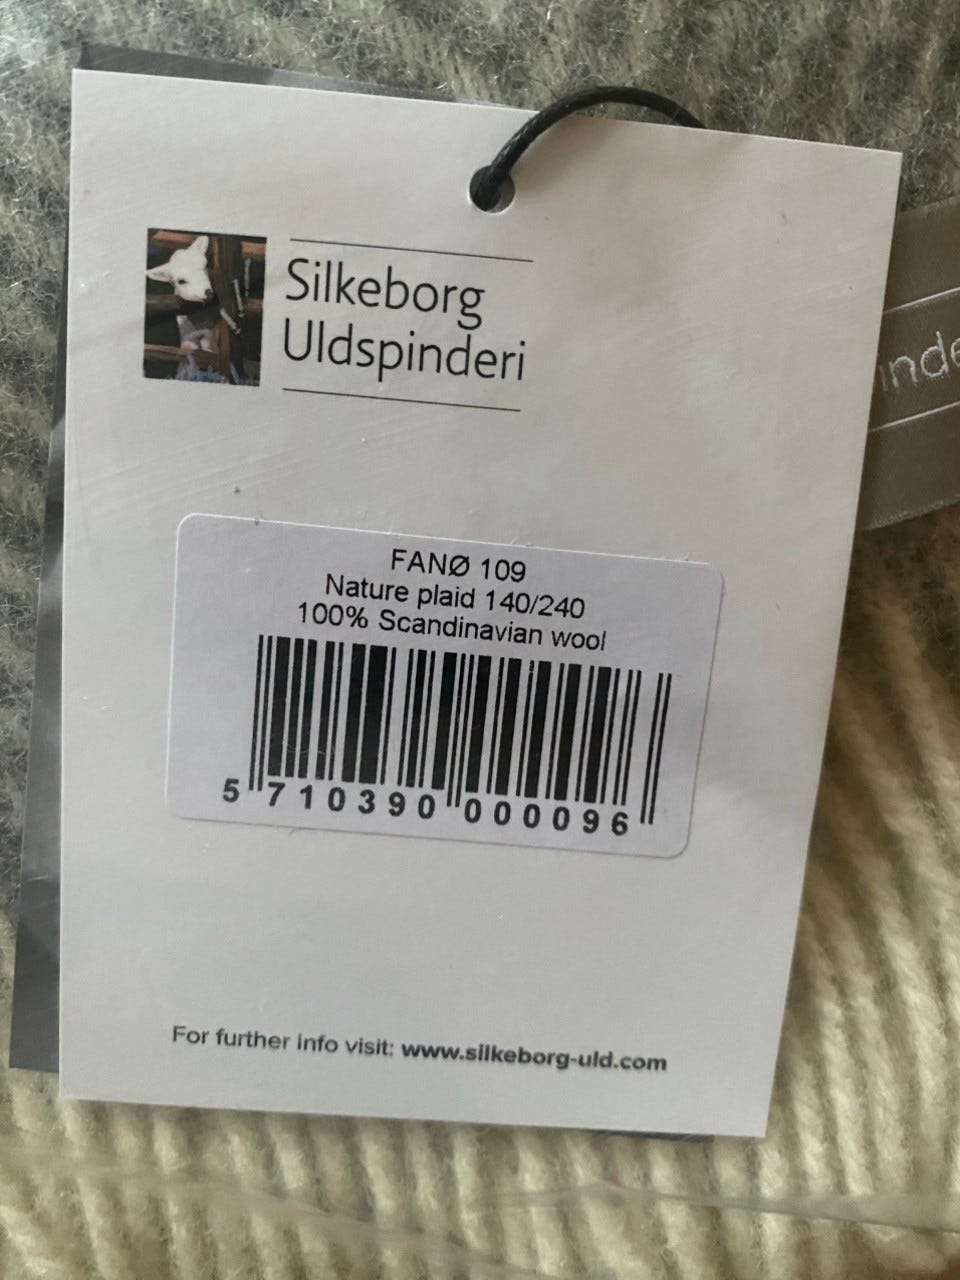 Silkeborg
Uldspinderi
FANØ 109
Nature plaid 140/240
100% Scandinavian wool
5 710390 000096
For further info visit: www.silkeborg-uld.com